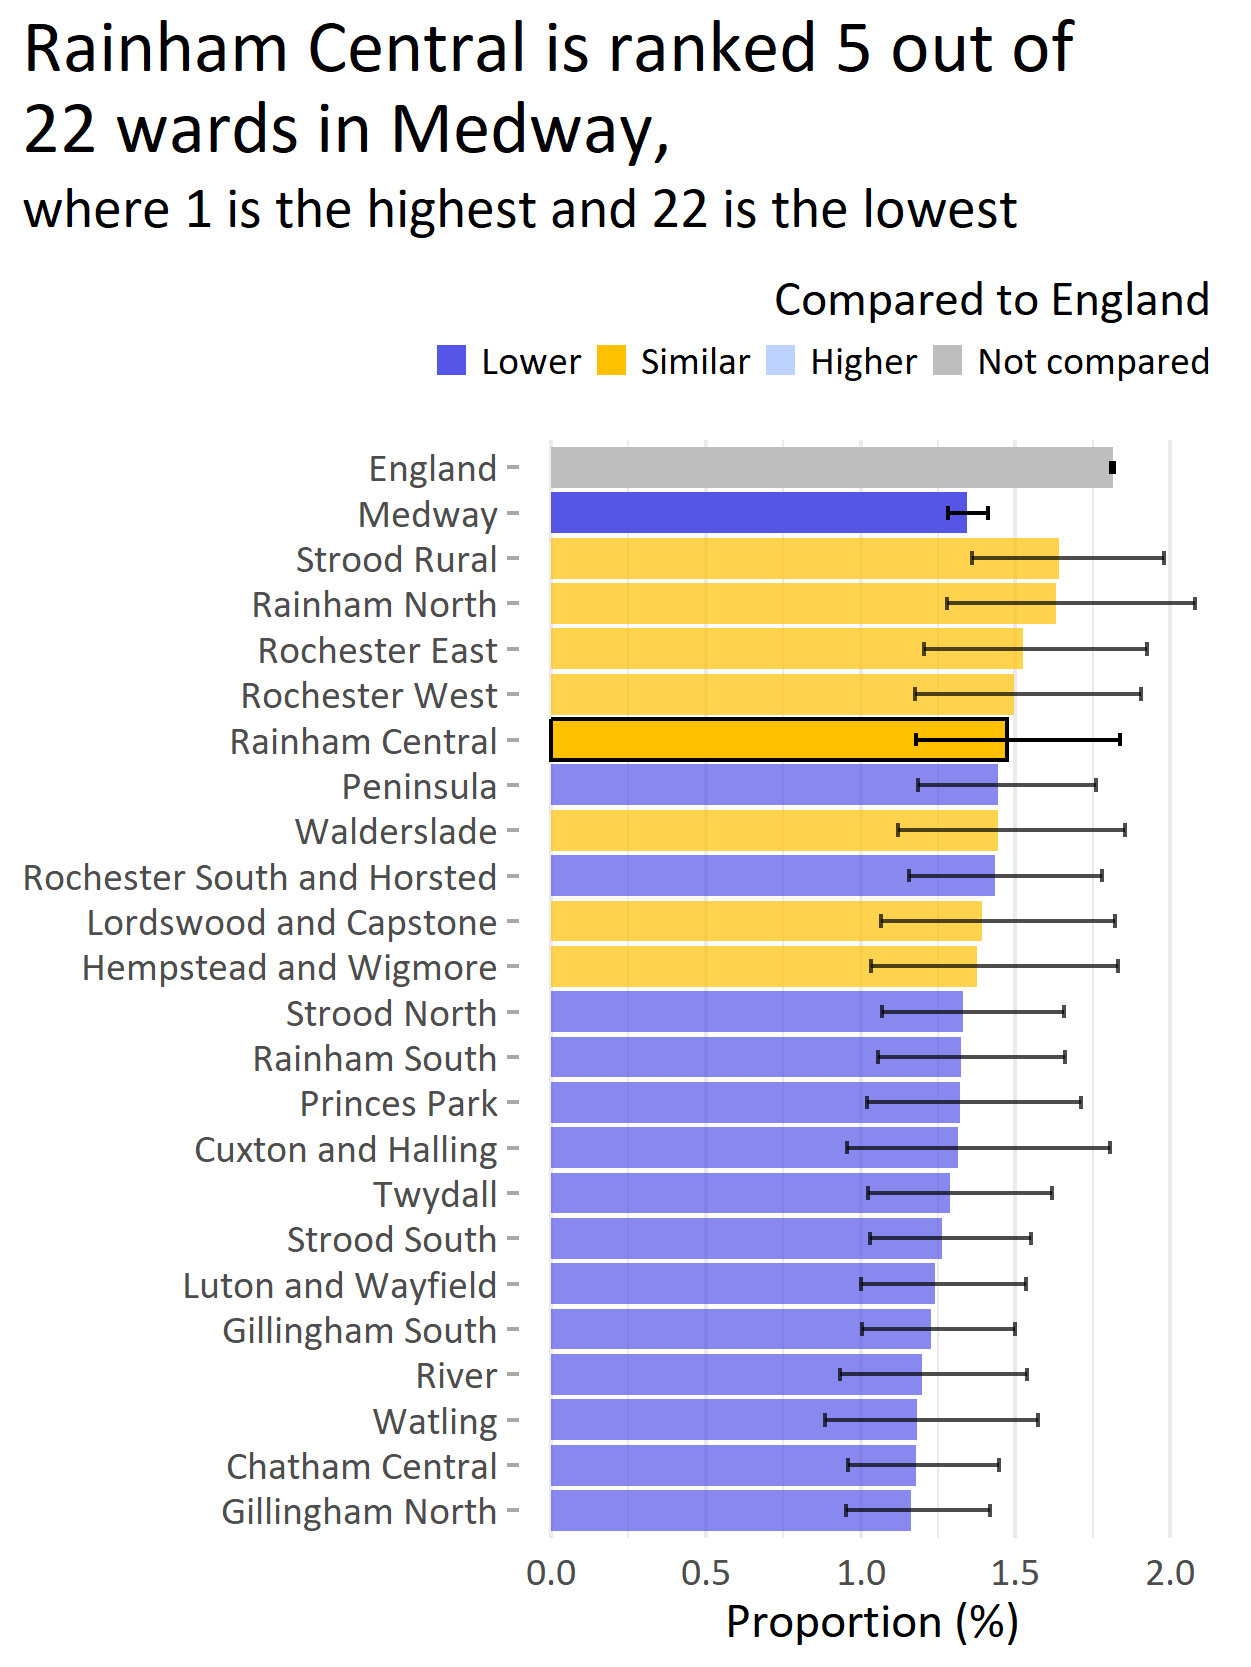 Rainham Central is ranked 5 out of
22 wards in Medway,
where 1 is the highest and 22 is the lowest
Compared to England
Lower Similar Higher Not compared
England
Medway
Strood Rural
Rainham North
Rochester East
Rochester West
Rainham Central
Peninsula
Walderslade
Rochester South and Horsted
Lordswood and Capstone
Hempstead and Wigmore
Strood North
Rainham South
Princes Park
Cuxton and Halling
Twydall
Strood South
Luton and Wayfield
Gillingham South
River
Watling
Chatham Central
Gillingham North
0.0 0.5 1.0 1.5 2.0
Proportion (%)